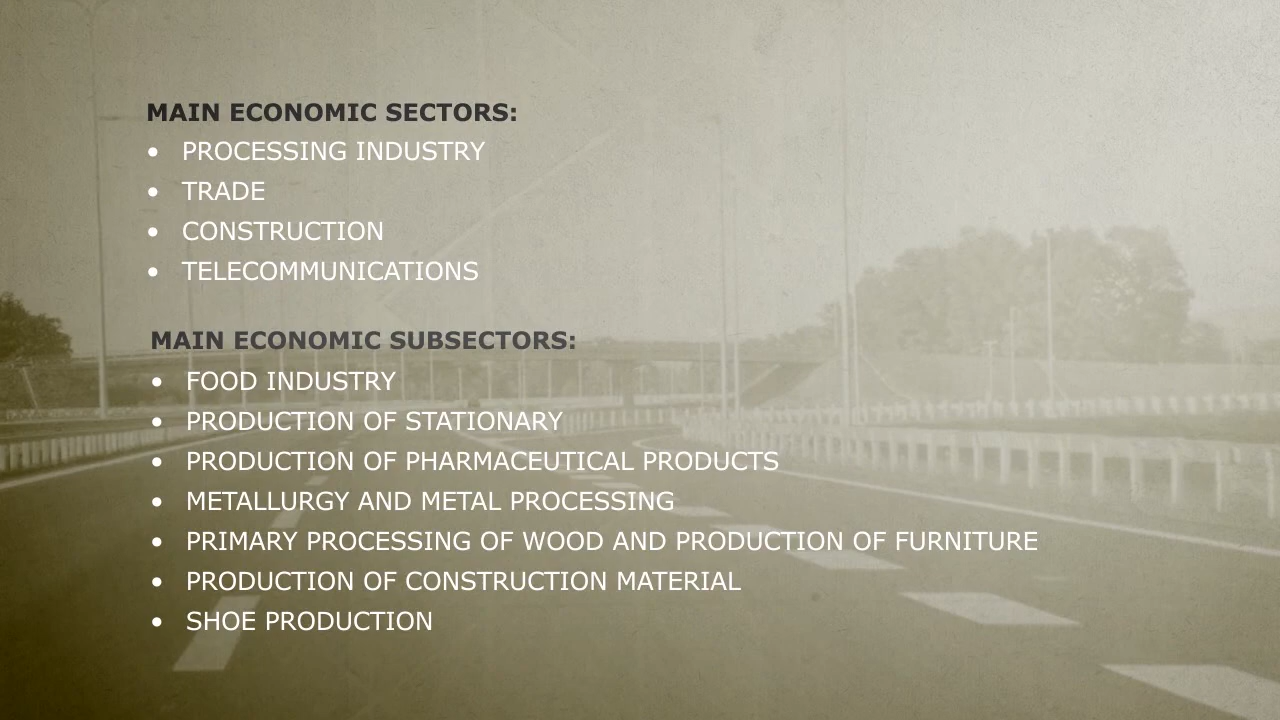 MAIN ECONOMIC SECTORS:
• PROCESSING INDUSTRY
• TRADE
• CONSTRUCTION
• TELECOMMUNICATIONS
MAIN ECONOMIC SUBSECTORS:
• FOOD INDUSTRY
• PRODUCTION OF STATIONARY
• PRODUCTION OF PHARMACEUTICAL PRODUCTS
• METALLURGY AND METAL PROCESSING
• PRIMARY PROCESSING OF WOOD AND PRODUCTION OF FURNITURE
• PRODUCTION OF CONSTRUCTION MATERIAL
• SHOE PRODUCTION